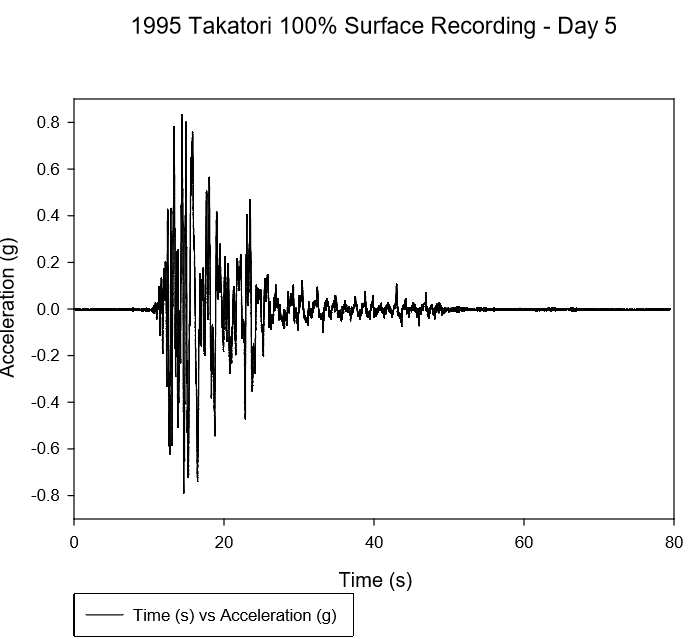 1995 Takatori 100% Surface Recording - Day 5
Acceleration (g)
0.8
0.6
0.4
0.2
0.0
-0.2
-0.4
-0.6
-0.8
0 20 40 60 80
Time (s)
Time (s) vs Acceleration (g)